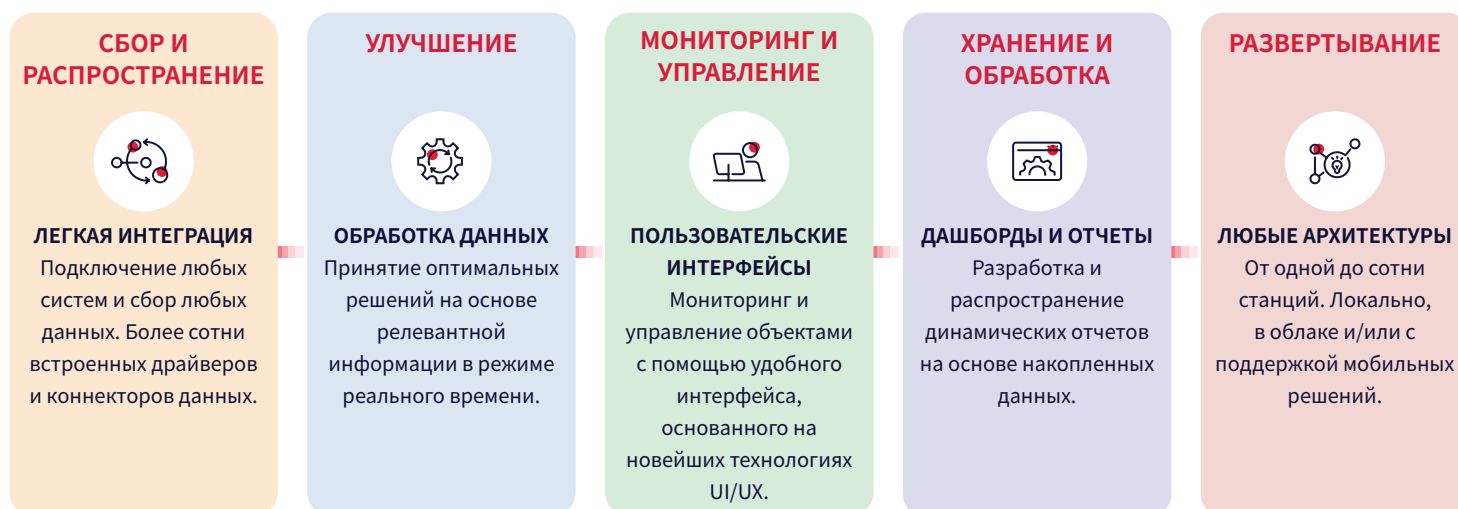 СБОР И
РАСПРОСТРАНЕНИЕ
ЛЕГКАЯ ИНТЕГРАЦИЯ
Подключение любых
систем и сбор любых
данных. Более сотни
встроенных драйверов
и коннекторов данных.
УЛУЧШЕНИЕ
ОБРАБОТКА ДАННЫХ
Принятие оптимальных
решений на основе
релевантной
информации в режиме
реального времени.
МОНИТОРИНГ И
УПРАВЛЕНИЕ
ПОЛЬЗОВАТЕЛЬСКИЕ
ИНТЕРФЕЙСЫ
Мониторинг и
управление объектами
с помощью удобного
интерфейса,
основанного на
новейших технологиях
UI/UX.
ХРАНЕНИЕ И
ОБРАБОТКА
ДАШБОРДЫ И ОТЧЕТЫ
Разработка и
распространение
динамических отчетов
на основе накопленных
данных.
РАЗВЕРТЫВАНИЕ
ЛЮБЫЕ АРХИТЕКТУРЫ
От одной до сотни
станций. Локально,
в облаке и/или с
поддержкой мобильных
решений.